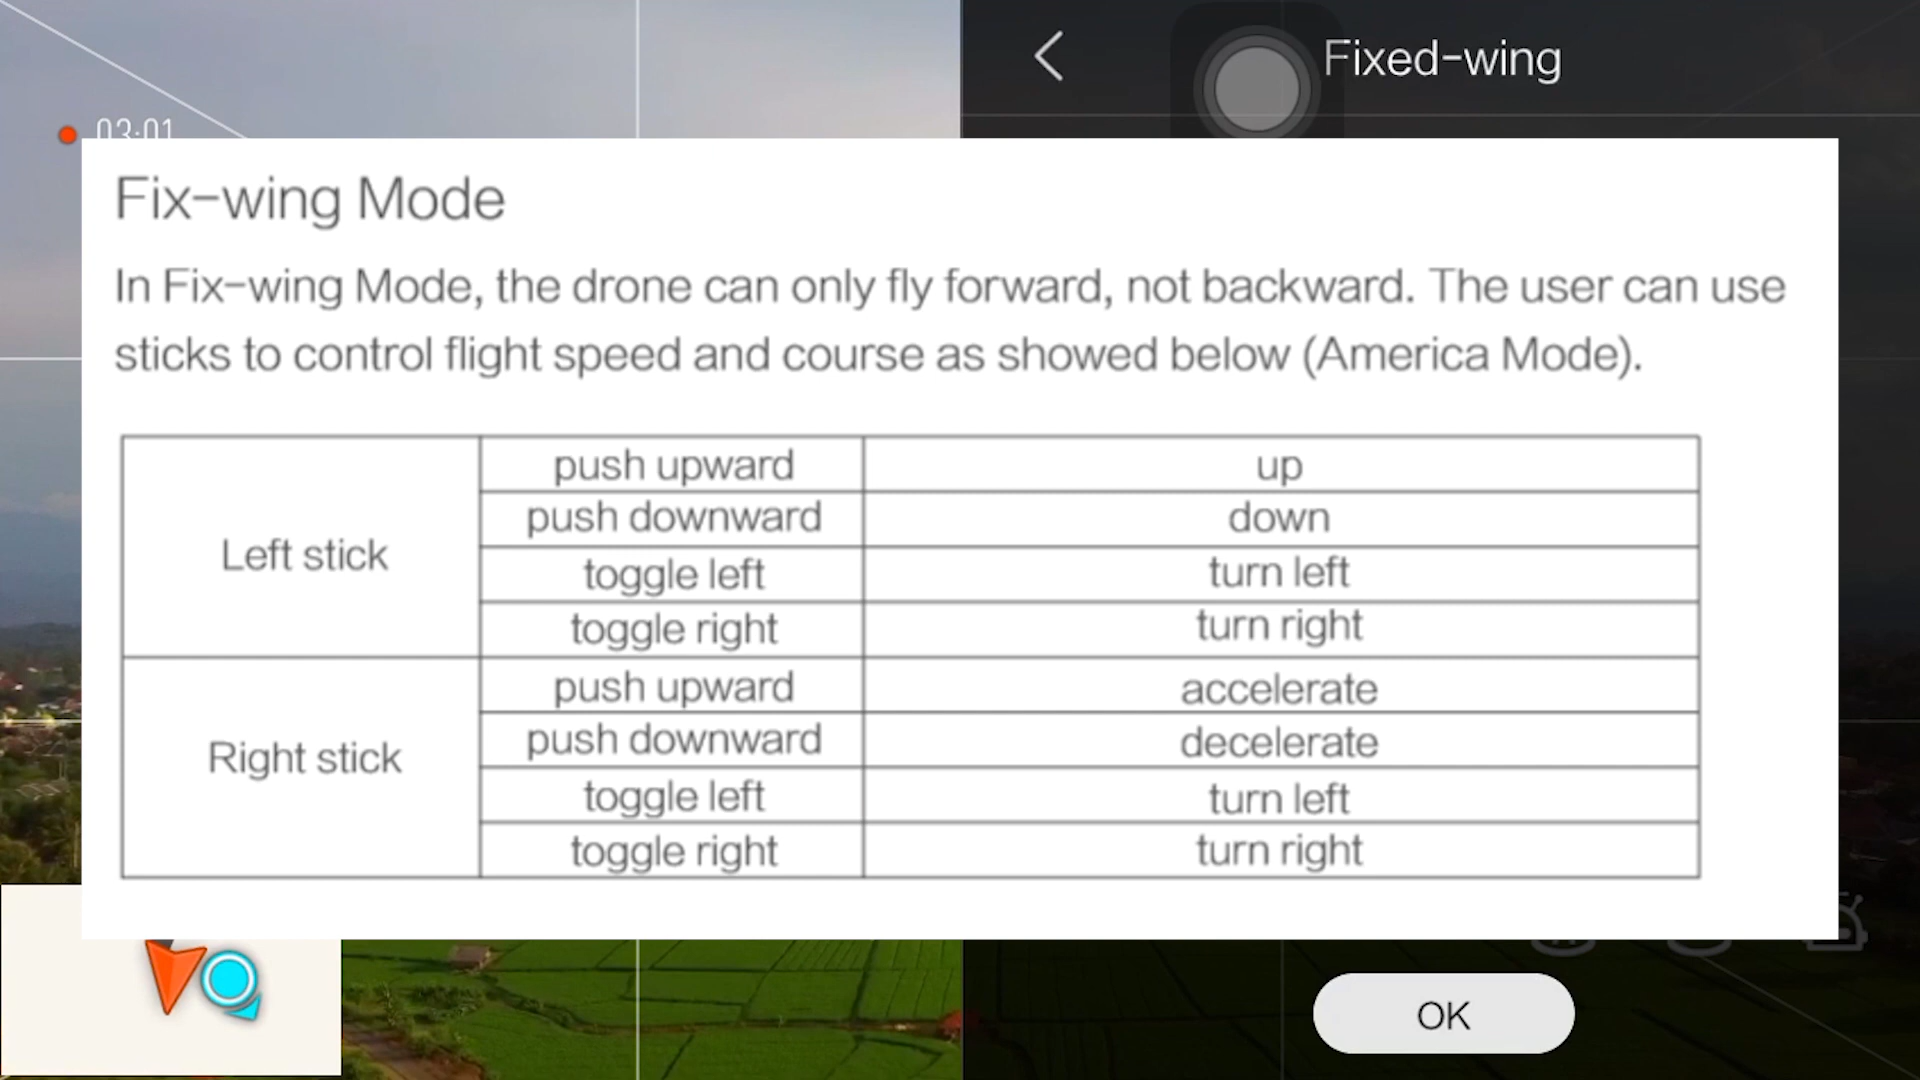 Fixed-wing
03:01
Fix-wing Mode
In Fix-wing Mode, the drone can only fly forward, not backward. The user can use
sticks to control flight speed and course as showed below (America Mode).
Left stick
push upward up
push downward down
toggle left turn left
toggle right turn right
Right stick
push upward accelerate
push downward decelerate
toggle left turn left
toggle right turn right
OK